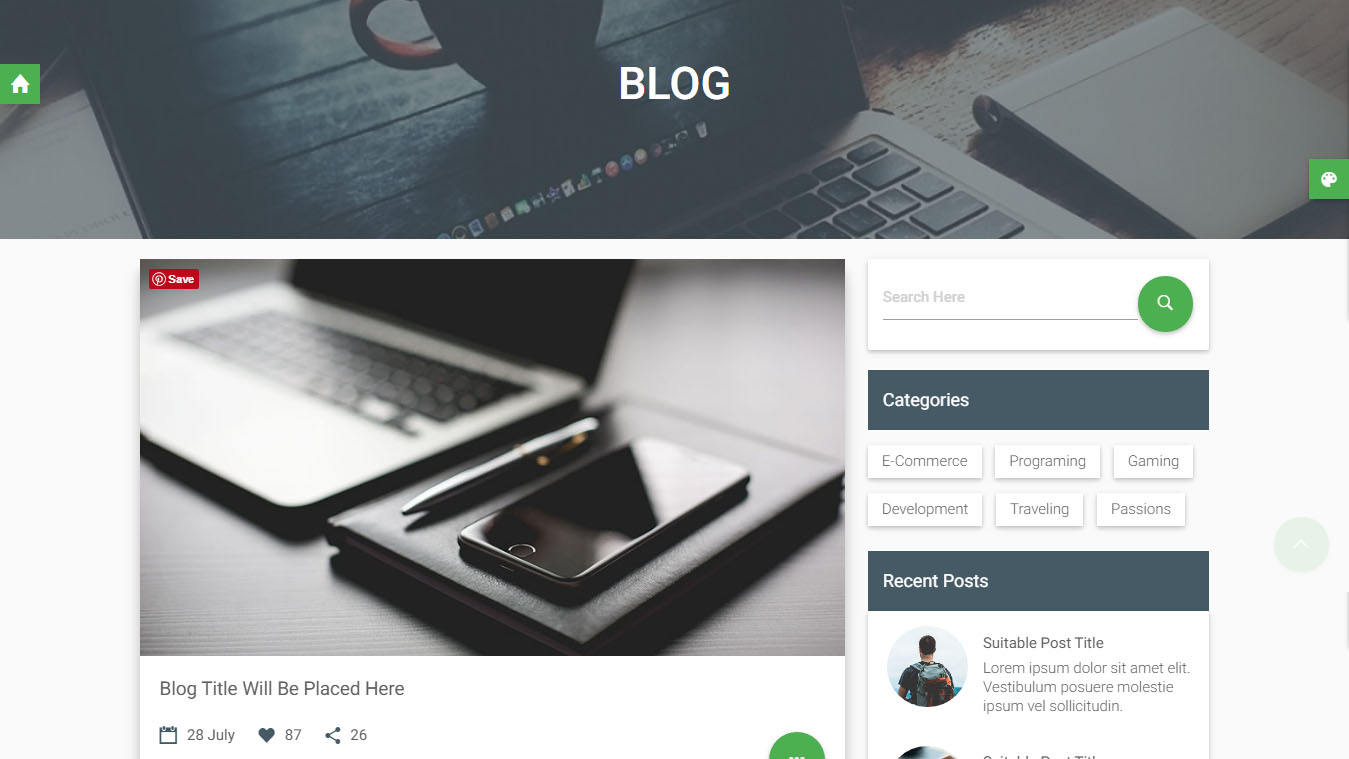 BLOG
Save
Search Here
Categories
E-Commerce
Programing
Gaming
Development
Traveling
Passions
Recent Posts
Suitable Post Title
Lorem ipsum dolor sit amet elit.
Vestibulum posuere molestie
ipsum vel sollicitudin.
Blog Title Will Be Placed Here
28 July
87
26